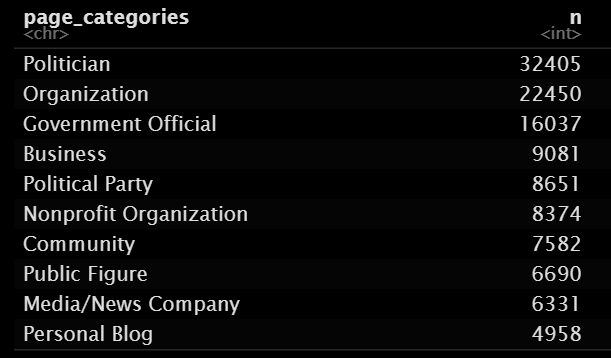 page_categories n
<chr> <int>
Politician 32405
Organization 22450
Government Official 16037
Business 9081
Political Party 8651
Nonprofit Organization 8374
Community 7582
Public Figure 6690
Media/News Company 6331
Personal Blog 4958